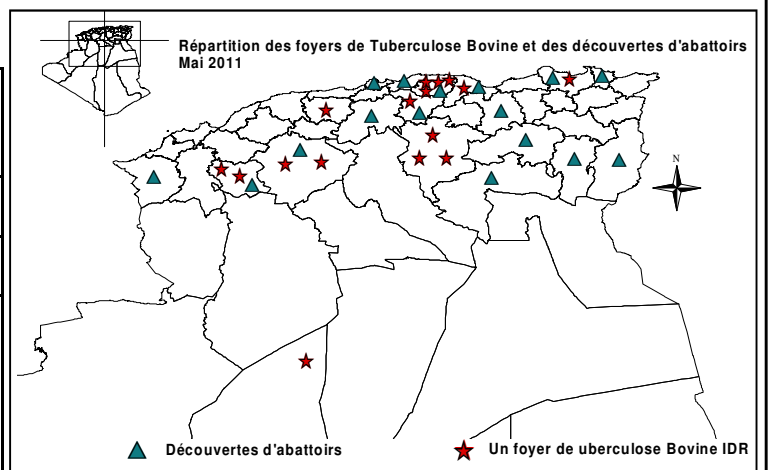 Répartition des foyers de Tuberculose Bovine et des découvertes d'abattoirs
Mai 2011
N
Découvertes d'abattoirs
Un foyer de uberculose Bovine IDR